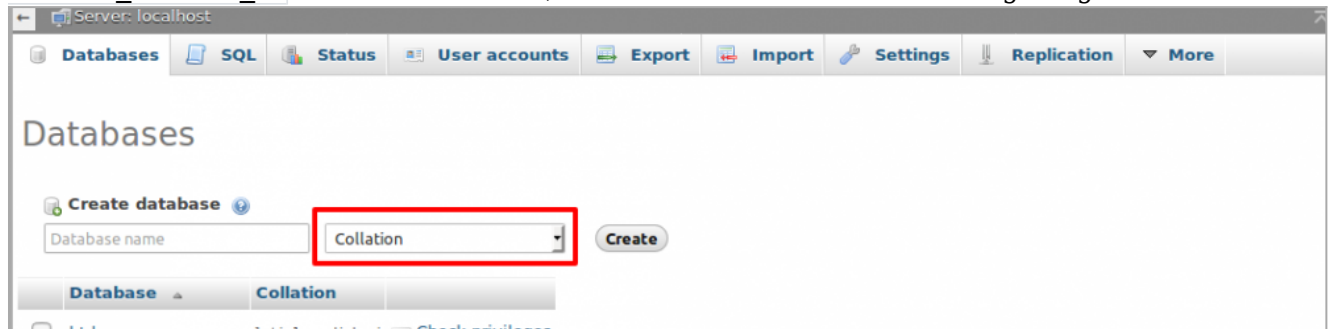 Server: localhost
Databases SQL Status User accounts Export Import Settings Replication More
Databases
Create database
Database name Collation Create
Database Collation